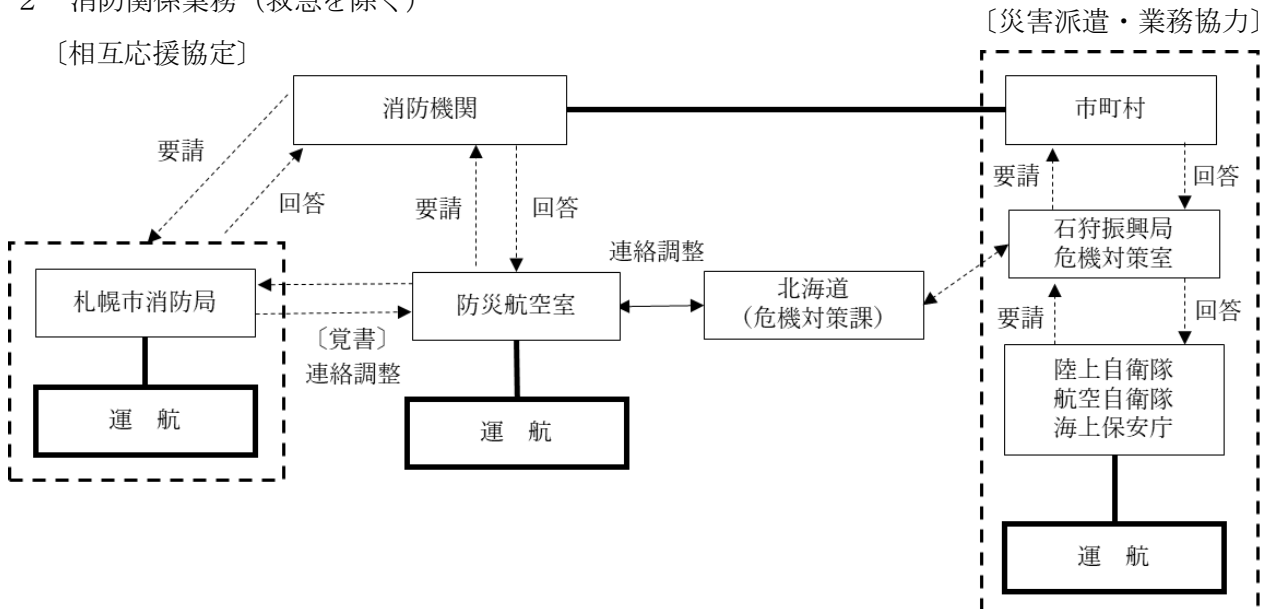 2 消防関係業務（救急を除く）
〔災害派遣・業務協力〕
〔相互応援協定〕
消防機関
市町村
要請
回答
要請
回答
要請
回答
石狩振興局
危機対策室
連絡調整
札幌市消防局
防災航空室
北海道
（危機対策課）
〔覚書〕
連絡調整
要請
回答
陸上自衛隊
航空自衛隊
海上保安庁
運 航
運 航
運 航